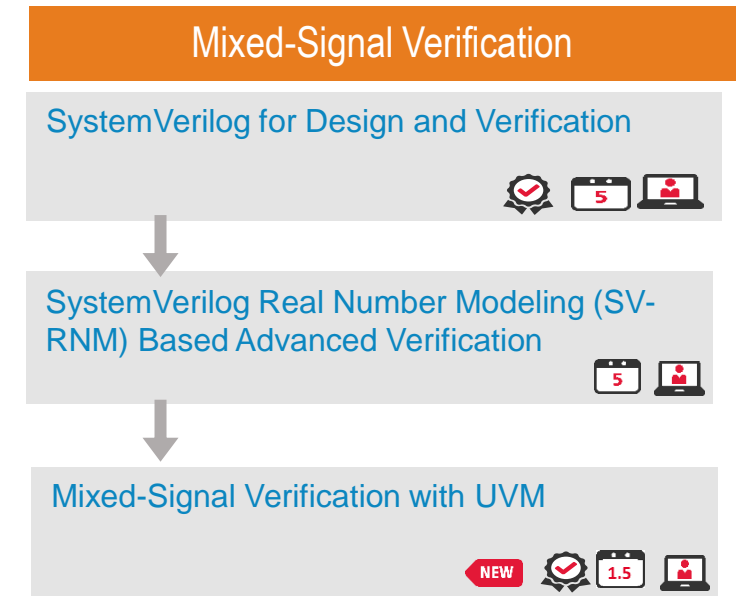 Mixed-Signal Verification
SystemVerilog for Design and Verification
5
SystemVerilog Real Number Modeling (SV-
RNM) Based Advanced Verification
5
Mixed-Signal Verification with UVM
NEW
1.5